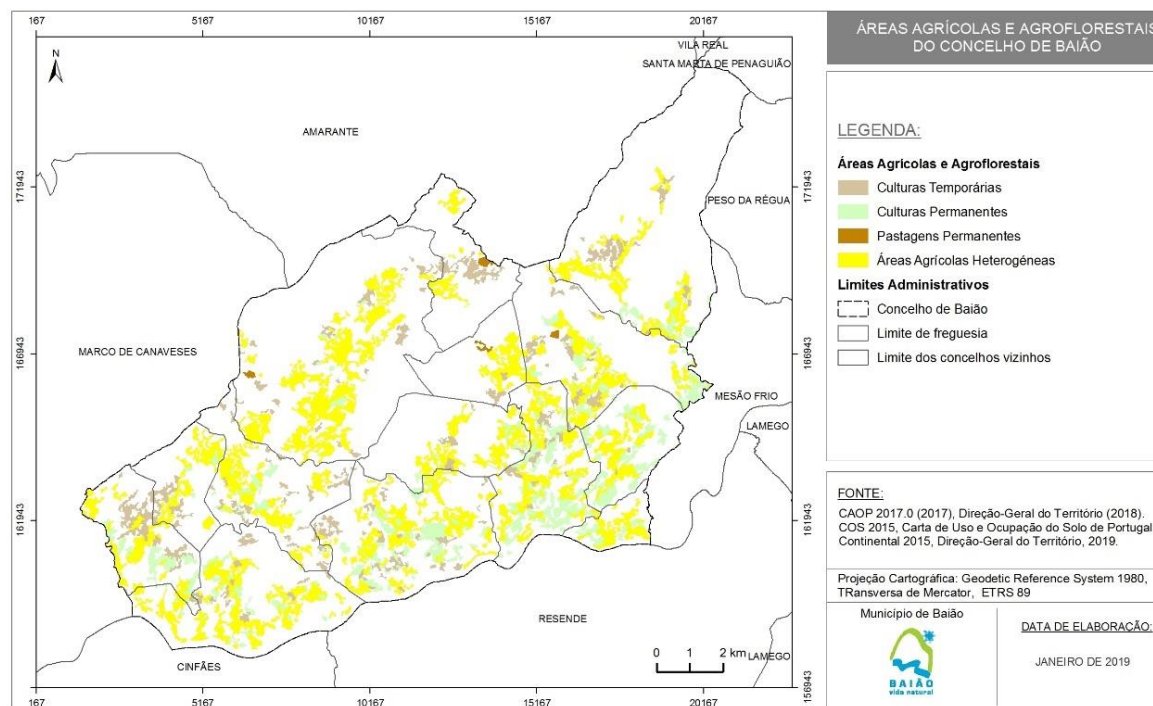 167
5167
10167
15167
20167
ÁREAS AGRÍCOLAS E AGROFLORESTAIS
DO CONCELHO DE BAIÃO
N
VILA REAL
SANTA MARTA DE PENAGUIÃO
AMARANTE
171943
PESO DA RÉGUA
171943
MARCO DE CANAVESES
166943
166943
MESÃO FRIO
LAMEGO
161943
161943
RESENDE
CINFÃES
0 1 2 km
LAMEGO
156943
167
5167
10167
15167
20167
LEGENDA:
Áreas Agrícolas e Agroflorestais
Culturas Temporárias
Culturas Permanentes
Pastagens Permanentes
Áreas Agrícolas Heterogéneas
Limites Administrativos
Concelho de Baião
Limite de freguesia
Limite dos concelhos vizinhos
FONTE:
CAOP 2017.0 (2017), Direção-Geral do Território (2018).
COS 2015, Carta de Uso e Ocupação do Solo de Portugal
Continental 2015, Direção-Geral do Território, 2019.
Projeção Cartográfica: Geodetic Reference System 1980,
TRansversa de Mercator, ETRS 89
Município de Baião
BAIÃO
vida natural
DATA DE ELABORAÇÃO:
JANEIRO DE 2019